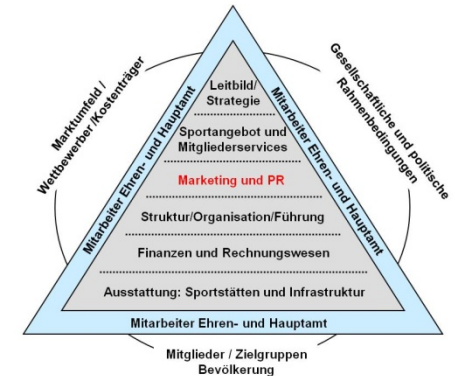 Marktumfeld /
Wettbewerber/Kostenträger
Gesellschaftliche und politische
Rahmenbedingungen
Mitarbeiter Ehren- und Hauptamt
Mitarbeiter Ehren- und Hauptamt
Leitbild/
Strategie
Sportangebot und
Mitgliederservices
Marketing und PR
Struktur/Organisation/Führung
Finanzen und Rechnungswesen
Ausstattung: Sportstätten und Infrastruktur
Mitarbeiter Ehren- und Hauptamt
Mitglieder / Zielgruppen
Bevölkerung